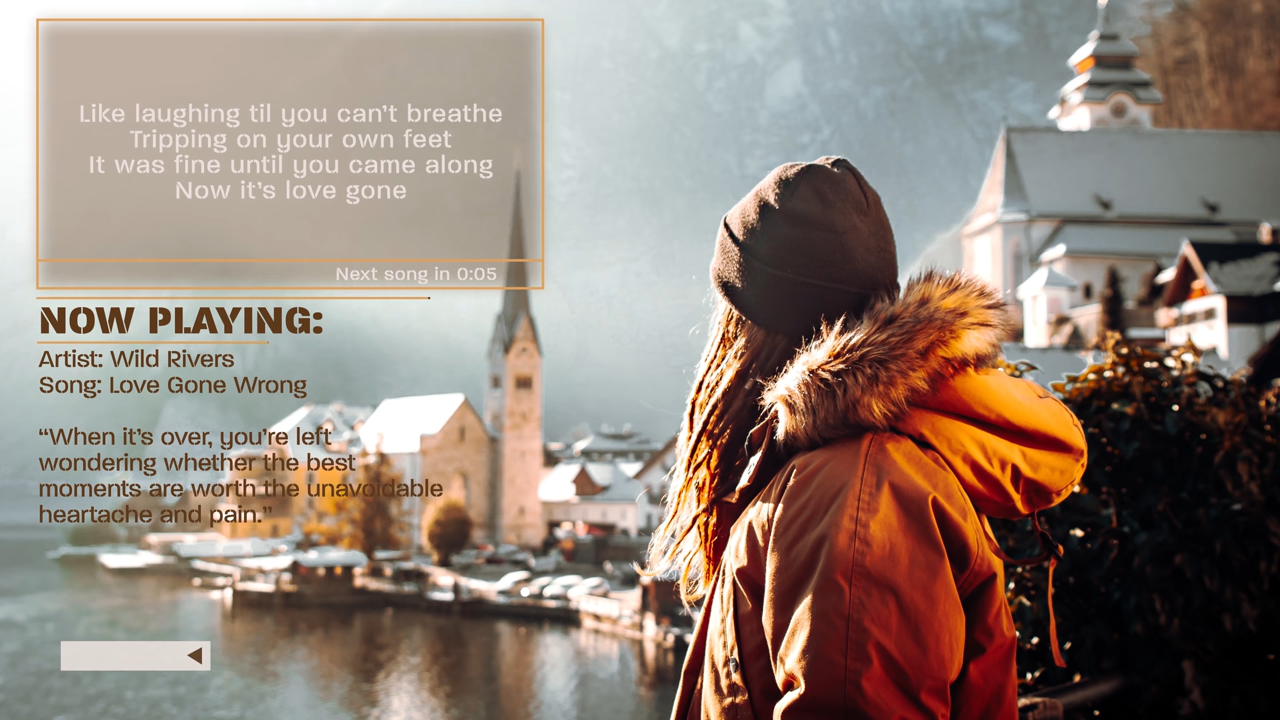 Like laughing til you can't breathe
Tripping on your own feet
It was fine until you came along
Now it's love gone
Next song in 0:05
NOW PLAYING:
Artist: Wild Rivers
Song: Love Gone Wrong
“When it's over, you're left
wondering whether the best
moments are worth the unavoidable
heartache and pain.”